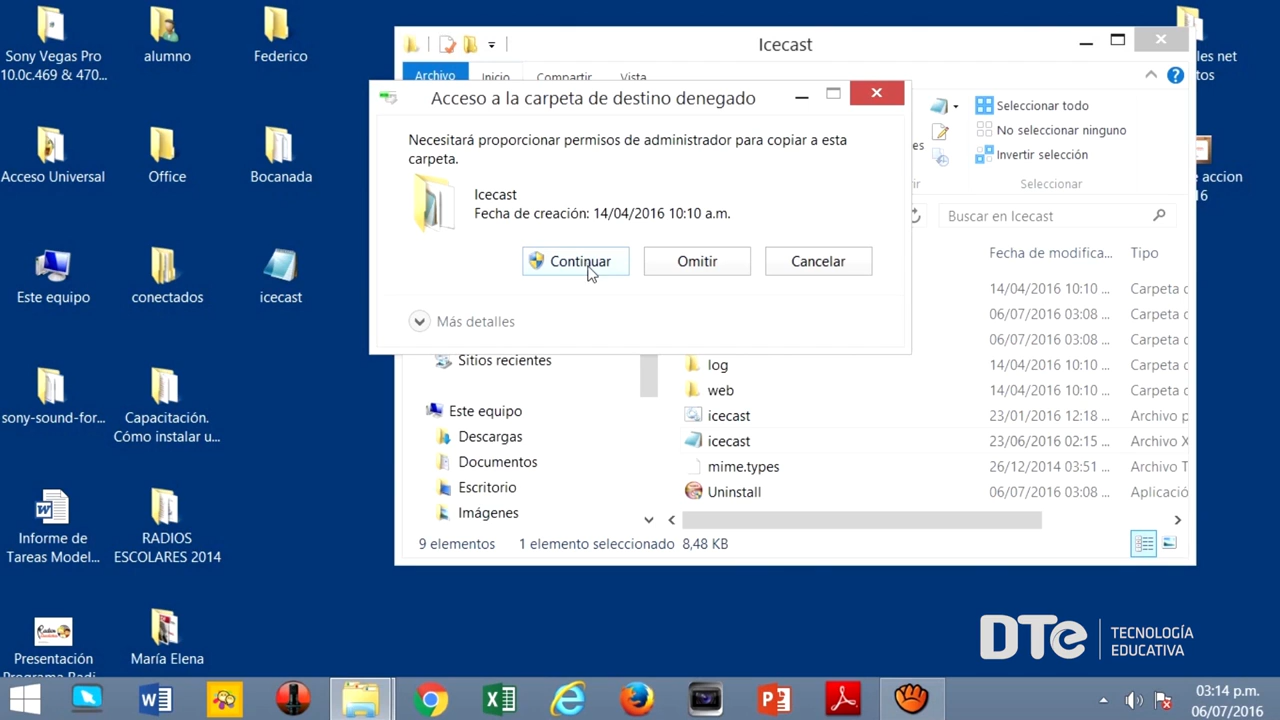 Sony Vegas Pro
10.0c.469 & 470...
alumno
Federico
Acceso Universal
Office
Bocanada
Este equipo
conectados
icecast
sony-sound-for...
Capacitación.
Cómo instalar u...
Informe de
Tareas Model...
RADIOS
ESCOLARES 2014
Presentación
María Elena
Icecast
Archivo
Inicio
Compartir
Vista
Seleccionar todo
No seleccionar ninguno
Invertir selección
Seleccionar
Buscar en Icecast
Acceso a la carpeta de destino denegado
Necesitará proporcionar permisos de administrador para copiar a esta
carpeta.
Icecast
Fecha de creación: 14/04/2016 10:10 a.m.
Continuar
Omitir
Cancelar
Más detalles
Fecha de modifica...
Tipo
14/04/2016 10:10 ...
Carpeta
06/07/2016 03:08 ...
Carpeta
06/07/2016 03:08 ...
Carpeta
Sitios recientes
Este equipo
Descargas
Documentos
Escritorio
Imágenes
log
14/04/2016 10:10 ...
Carpeta
web
14/04/2016 10:10 ...
Carpeta
icecast
23/01/2016 12:18 ...
Archivo
icecast
23/06/2016 02:15 ...
Archivo X
mime.types
26/12/2014 03:51 ...
Archivo T
Uninstall
06/07/2016 03:08 ...
Aplicació
9 elementos
1 elemento seleccionado
8,48 KB
DTe
TECNOLOGÍA
EDUCATIVA
03:14 p.m.
06/07/2016